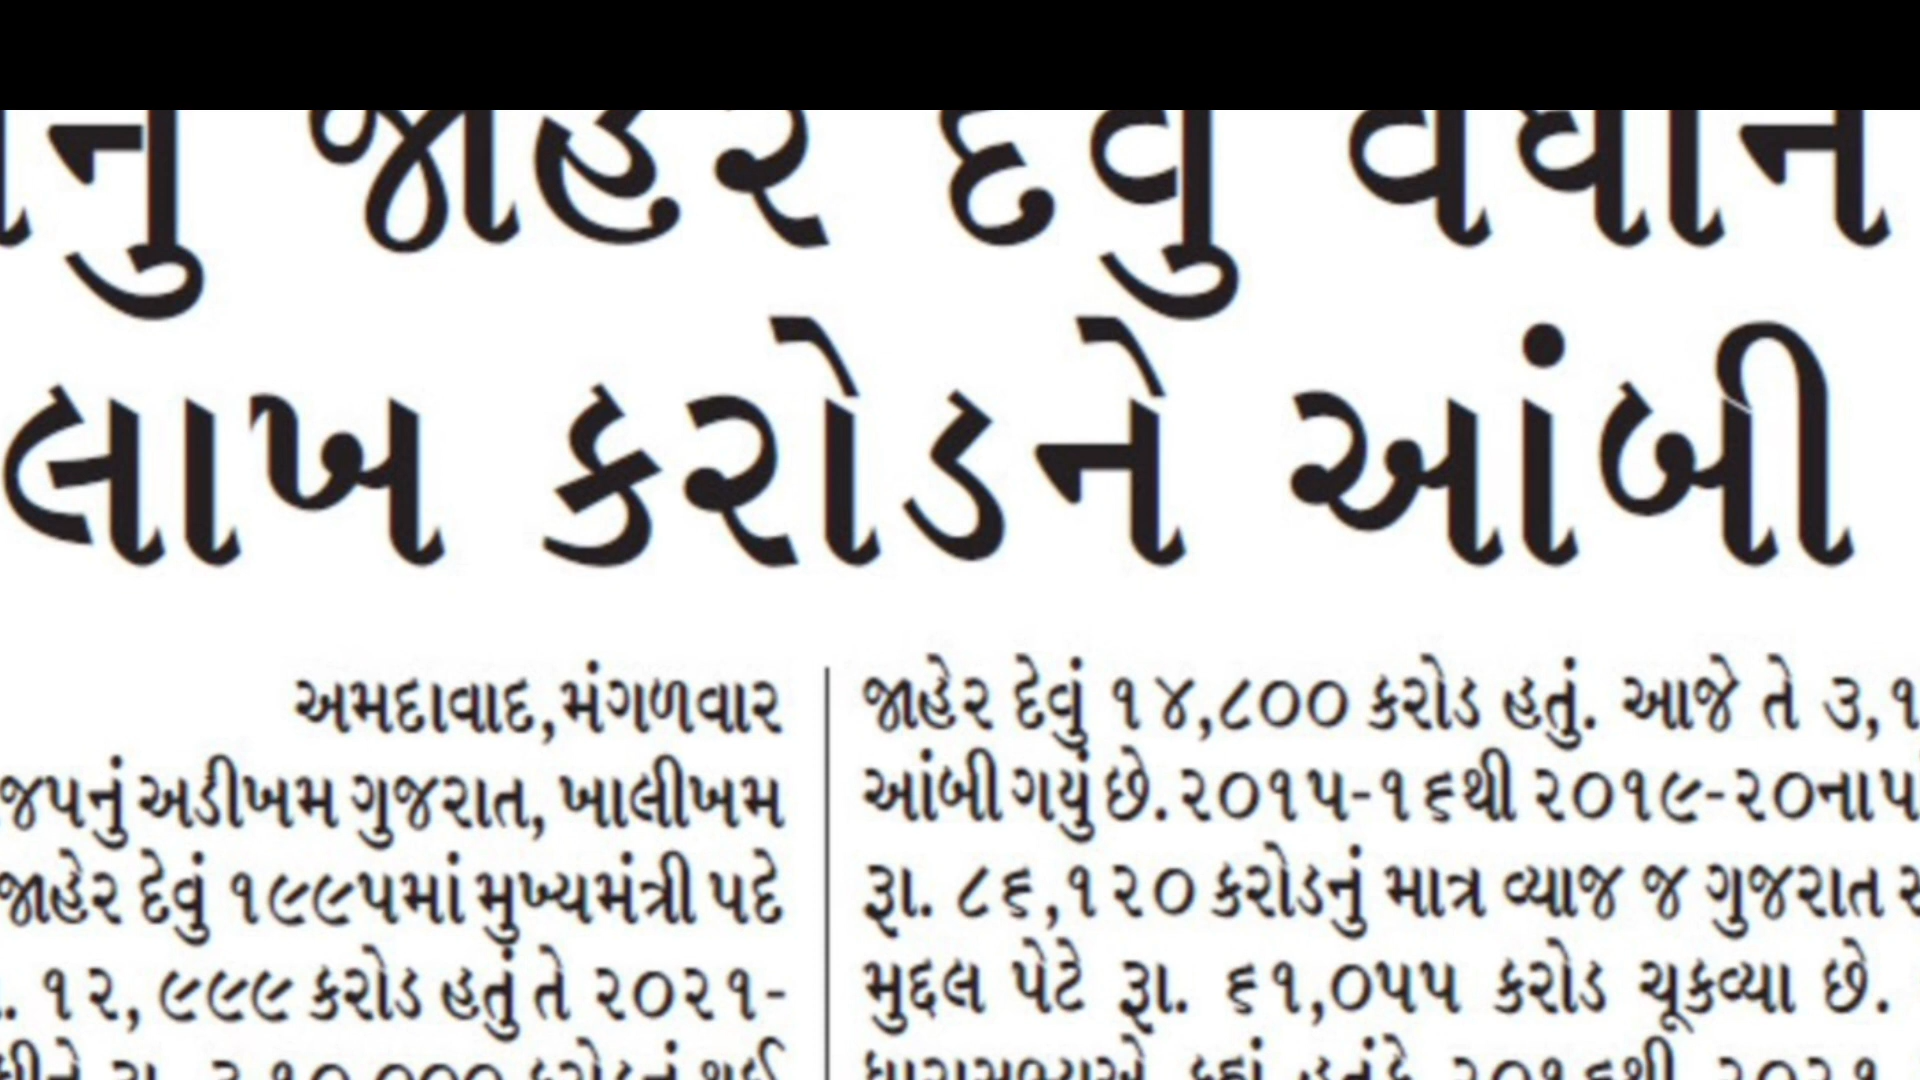 જાહેર દેવું વધીને
લાખ કરોડને આંબી
અમદાવાદ,મંગળવાર
અડીખમ ગુજરાત, ખાલીખમ
જાહેર દેવું ૧૯૯૫માં મુખ્યમંત્રી પદે
૧૨, ૯૯૯ કરોડ હતું તે ૨૦૨૧-
જાહેર દેવું ૧૪,૮૦૦ કરોડ હતું. આજે તે ૩,૧
આંબી ગયું છે. ૨૦૧૫-૧૬થી ૨૦૧૯-૨૦ના
રૂા. ૮૬,૧૨૦ કરોડનું માત્ર વ્યાજ જ ગુજરાત
મુદ્દલ પેટે રૂા. ૬૧,૦૫૫ કરોડ ચૂકવ્યા છે.